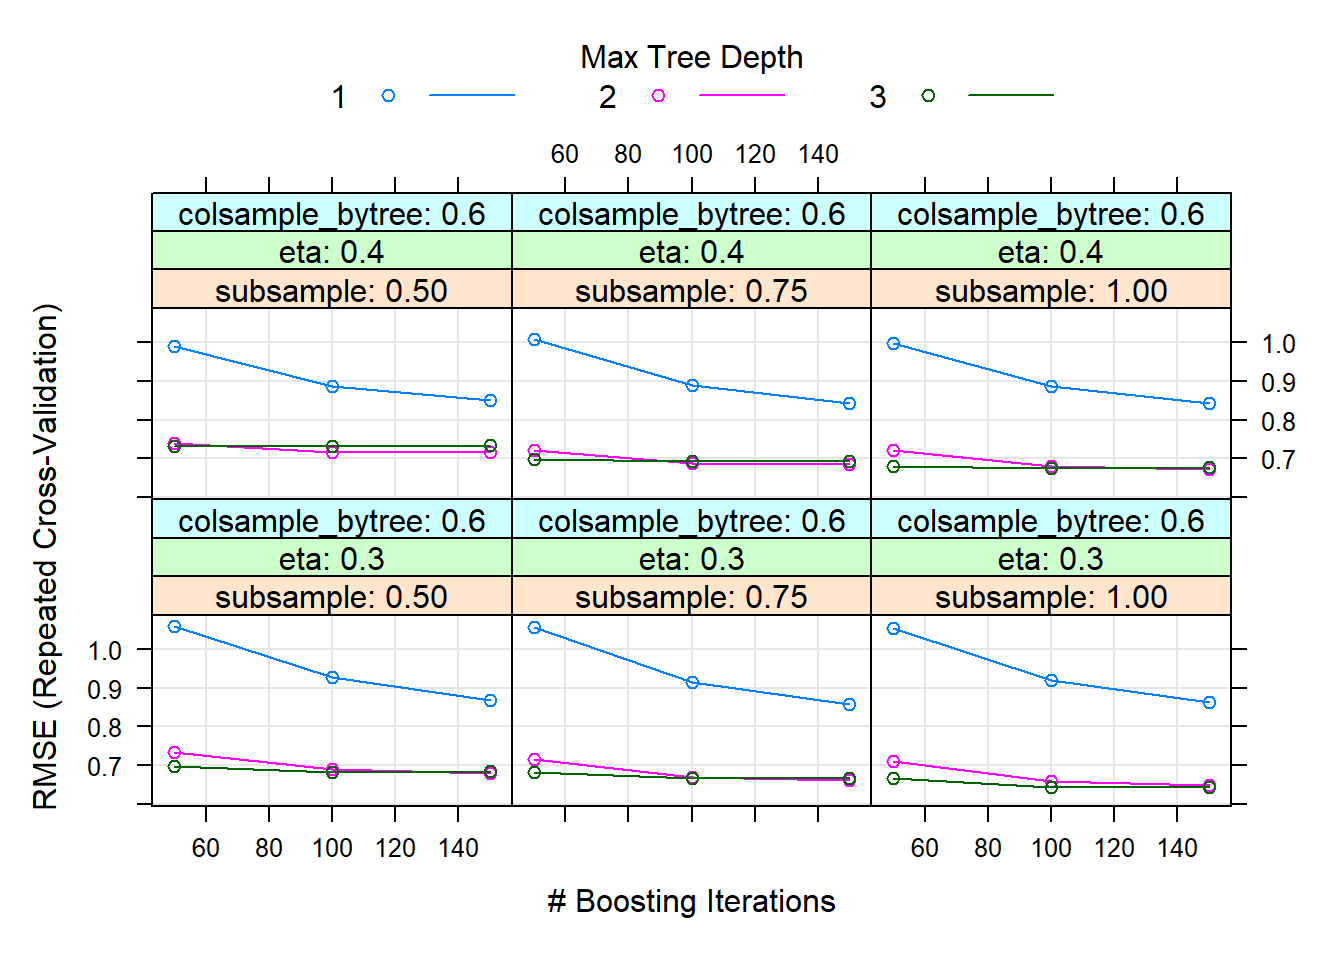 Max Tree Depth
1 2 3
60 80 100 120 140
colsample_bytree: 0.6 colsample_bytree: 0.6 colsample_bytree: 0.6
eta: 0.4 eta: 0.4 eta: 0.4
subsample: 0.50 subsample: 0.75 subsample: 1.00
1.0
0.9
0.8
0.7
colsample_bytree: 0.6 colsample_bytree: 0.6 colsample_bytree: 0.6
eta: 0.3 eta: 0.3 eta: 0.3
subsample: 0.50 subsample: 0.75 subsample: 1.00
1.0
0.9
0.8
0.7
60 80 100 120 140 60 80 100 120 140
# Boosting Iterations
RMSE (Repeated Cross-Validation)